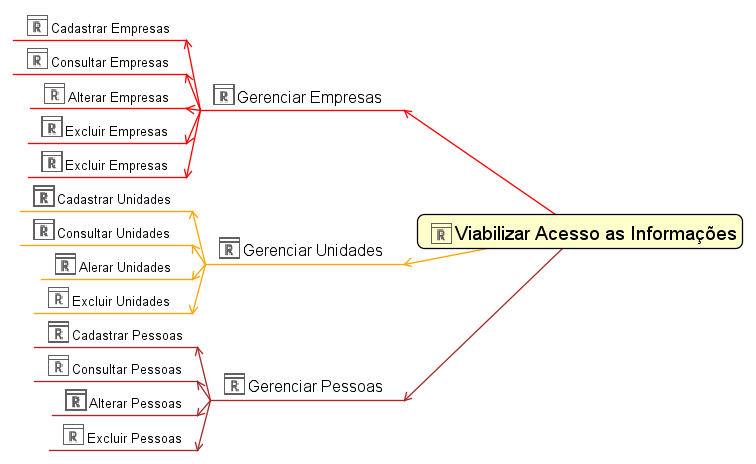 Cadastrar Empresas
Consultar Empresas
Alterar Empresas
Excluir Empresas
Excluir Empresas
Gerenciar Empresas
Cadastrar Unidades
Consultar Unidades
Alerar Unidades
Excluir Unidades
Gerenciar Unidades
Cadastrar Pessoas
Consultar Pessoas
Alterar Pessoas
Excluir Pessoas
Gerenciar Pessoas
Viabilizar Acesso as Informações